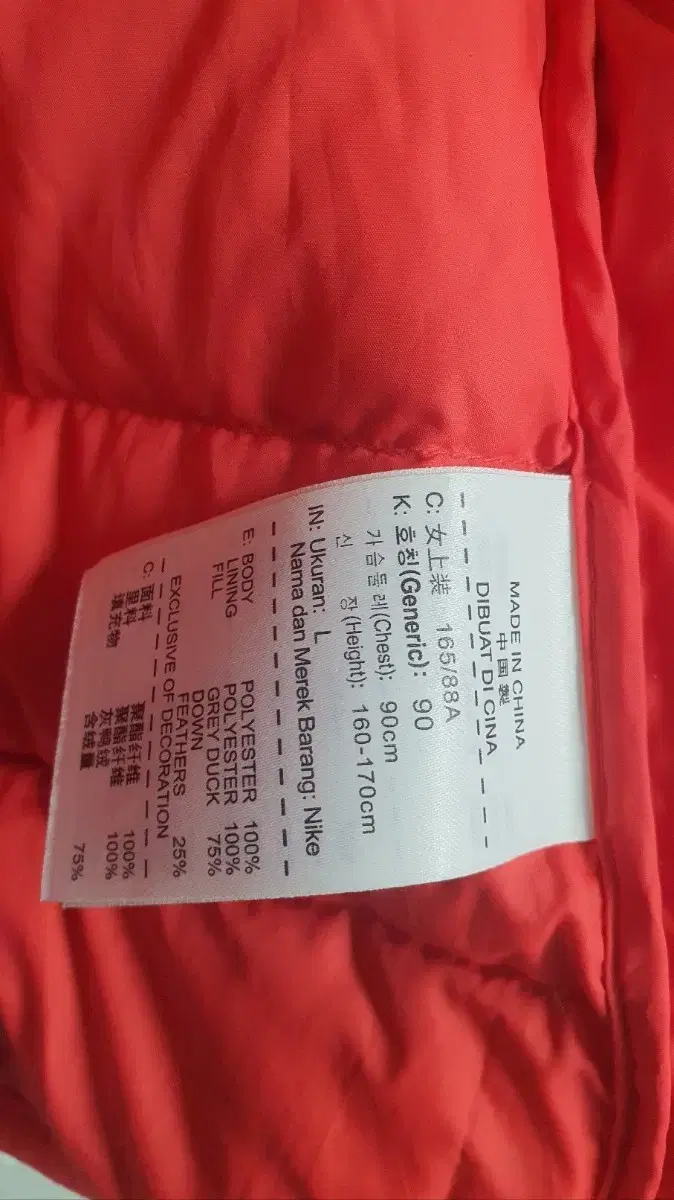 MADE IN CHINA
中国製
DIBUAT DI CINA
C: 女上装 165/88A
K: 호칭(Generic): 90
가슴둘레(Chest): 90cm
신 장(Height): 160-170cm
IN: Ukuran: L
Nama dan Merek Barang: Nike
E: BODY POLYESTER 100%
LINING POLYESTER 100%
FILL GREY DUCK 75%
DOWN
FEATHERS 25%
EXCLUSIVE OF DECORATION
C: 面料 聚酯纤维 100%
里料 聚酯纤维 100%
填充物 灰鸭绒
含绒量 75%